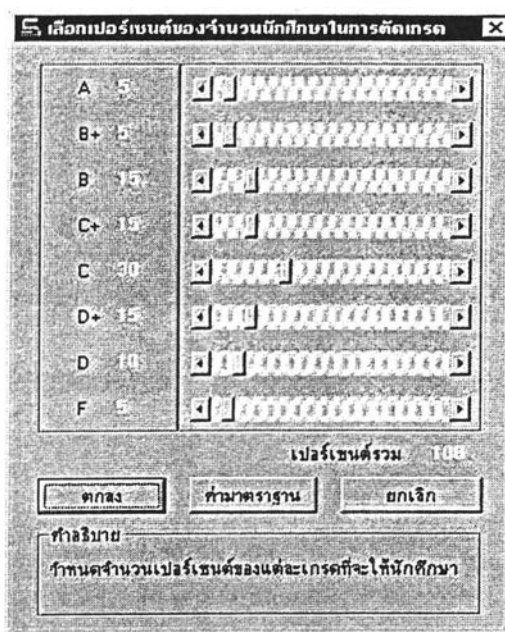 เลือกเปอร์เซนต์ของจำนวนนักศึกษาในการตัดเกรด
A 5
B+ 5
B 15
C+ 15
C 30
D+ 15
D 10
F 5
เปอร์เซนต์รวม 100
ตกลง ค่ามาตราฐาน ยกเลิก
คำอธิบาย
กำหนดจำนวนเปอร์เซนต์ของแต่ละเกรดที่จะให้นักศึกษา